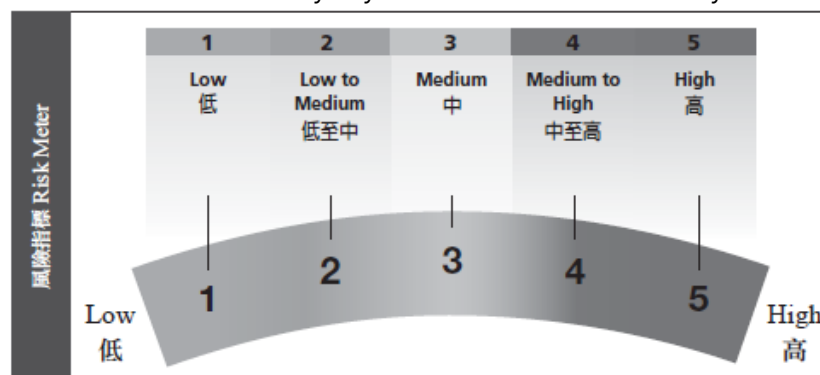 風險指標 Risk Meter
1 2 3 4 5
Low
低
Low to
Medium
低至中
Medium
中
Medium to
High
中至高
High
高
1 2 3 4 5
Low
低
High
高